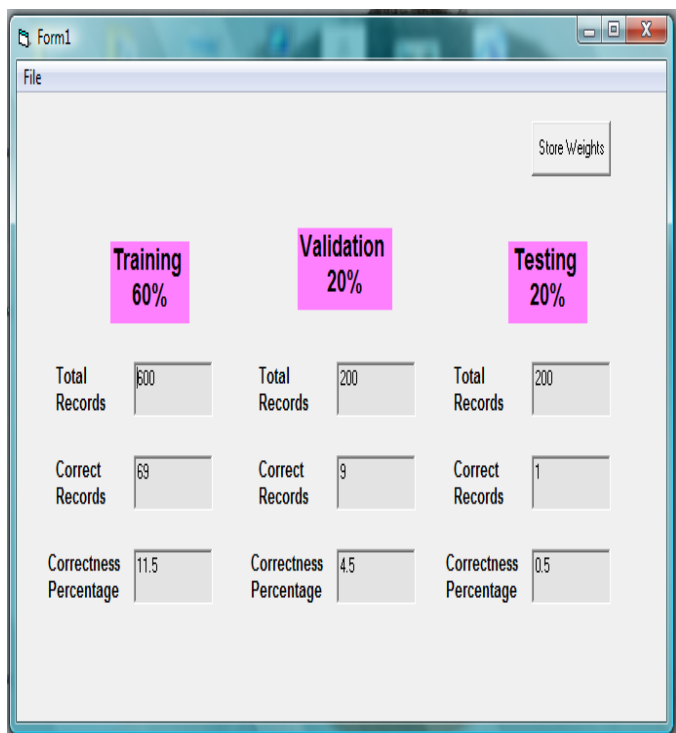 Form1
File
Store Weights
Training
60%
Validation
20%
Testing
20%
Total
Records
600
Total
Records
200
Total
Records
200
Correct
Records
69
Correct
Records
9
Correct
Records
1
Correctness
Percentage
11.5
Correctness
Percentage
4.5
Correctness
Percentage
0.5